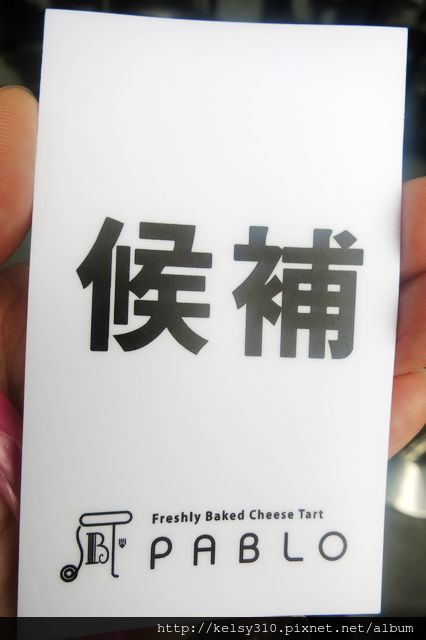 候補
Freshly Baked Cheese Tart
PABLO
http://kelsy310.pixnet.net/album